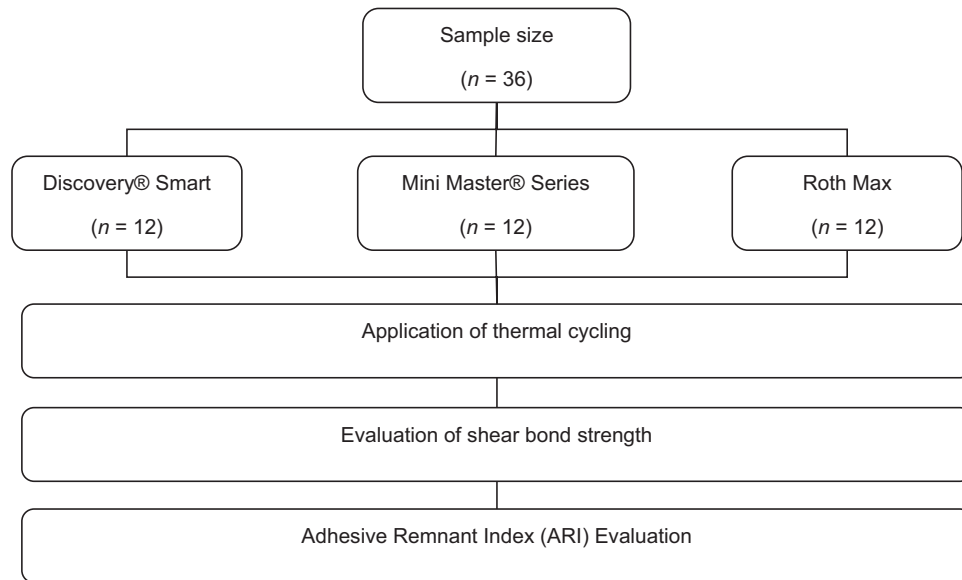 Sample size
(n = 36)
Discovery® Smart
(n = 12)
Mini Master® Series
(n = 12)
Roth Max
(n = 12)
Application of thermal cycling
Evaluation of shear bond strength
Adhesive Remnant Index (ARI) Evaluation